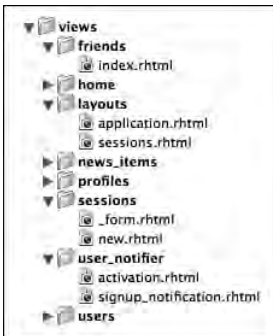 views
friends
index.rhtml
home
layouts
application.rhtml
sessions.rhtml
news_items
profiles
sessions
_form.rhtml
new.rhtml
user_notifier
activation.rhtml
signup_notification.rhtml
users